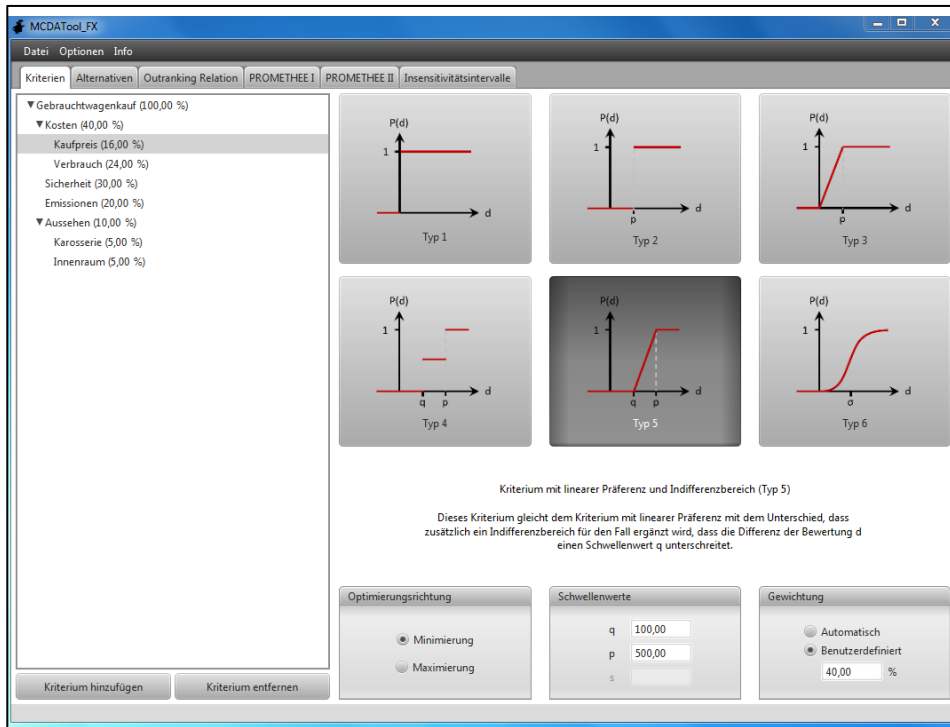 MCDATool_FX
Datei Optionen Info
Kriterien Alternativen Outranking Relation PROMETHEE I PROMETHEE II Insensitivitätsintervalle
Gebrauchtwagenkauf (100,00 %)
Kosten (40,00 %)
Kaufpreis (16,00 %)
Verbrauch (24,00 %)
Sicherheit (30,00 %)
Emissionen (20,00 %)
Aussehen (10,00 %)
Karosserie (5,00 %)
Innenraum (5,00 %)
P(d)
1
d
Typ 1
P(d)
1
p
d
Typ 2
P(d)
1
p
d
Typ 3
P(d)
1
q p
d
Typ 4
P(d)
1
q p
d
Typ 5
P(d)
1
σ
d
Typ 6
Kriterium mit linearer Präferenz und Indifferenzbereich (Typ 5)
Dieses Kriterium gleicht dem Kriterium mit linearer Präferenz mit dem Unterschied, dass
zusätzlich ein Indifferenzbereich für den Fall ergänzt wird, dass die Differenz der Bewertung d
einen Schwellenwert q unterschreitet.
Optimierungsrichtung
Minimierung
Maximierung
Schwellenwerte
q 100,00
p 500,00
s
Gewichtung
Automatisch
Benutzerdefiniert
40,00 %
Kriterium hinzufügen Kriterium entfernen